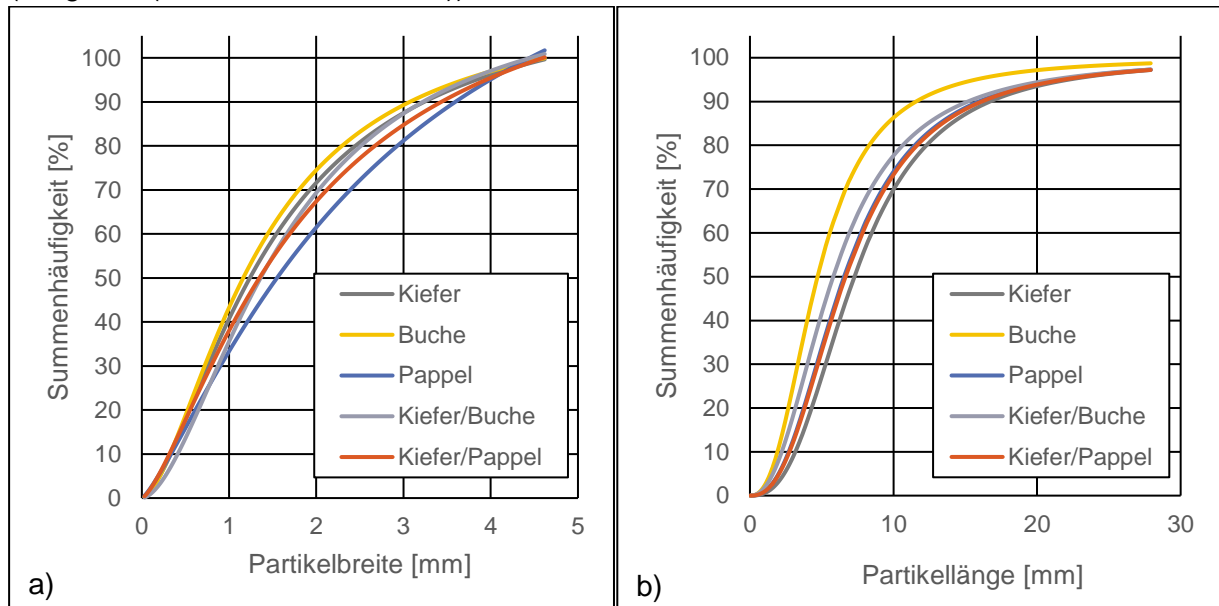 100
90
80
70
60
50
40
30
20
10
0
0 1 2 3 4 5
Summenhäufigkeit [%]
Partikelbreite [mm]
Kiefer
Buche
Pappel
Kiefer/Buche
Kiefer/Pappel
a)
100
90
80
70
60
50
40
30
20
10
0
0 10 20 30
Summenhäufigkeit [%]
Partikellänge [mm]
Kiefer
Buche
Pappel
Kiefer/Buche
Kiefer/Pappel
b)